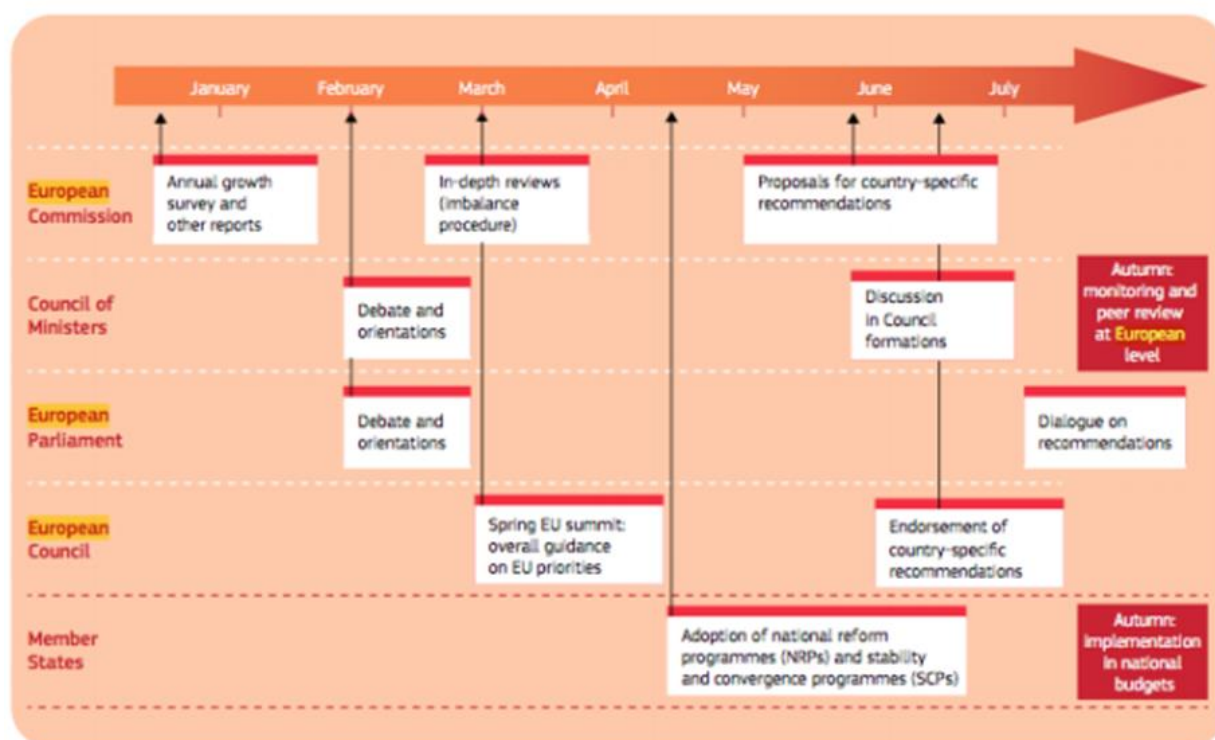 January February March April May June July
European
Commission
Annual growth
survey and
other reports
In-depth reviews
(imbalance
procedure)
Proposals for country-specific
recommendations
Council of
Ministers
Debate and
orientations
Discussion
in Council
formations
Autumn:
monitoring and
peer review
at European
level
European
Parliament
Debate and
orientations
Dialogue on
recommendations
European
Council
Spring EU summit:
overall guidance
on EU priorities
Endorsement of
country-specific
recommendations
Member
States
Adoption of national reform
programmes (NRPs) and stability
and convergence programmes (SCPs)
Autumn:
implementation
in national
budgets